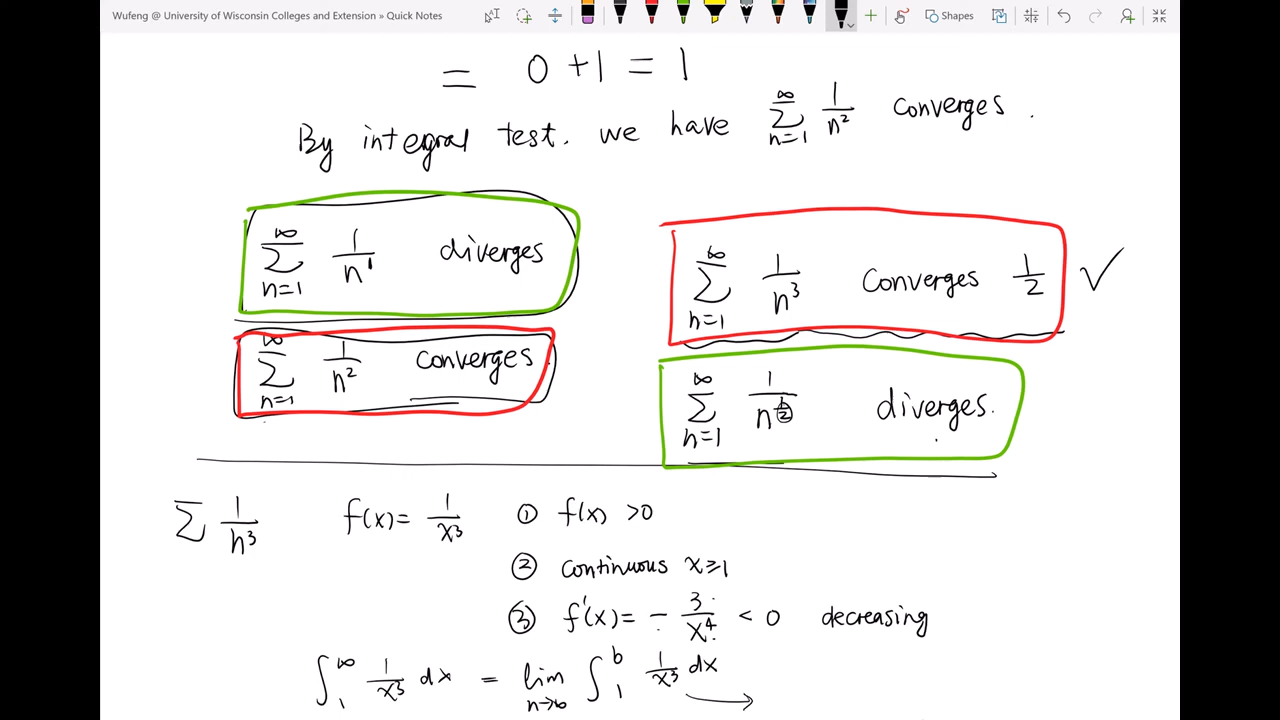 Wufeng @ University of Wisconsin Colleges and Extension » Quick Notes
Shapes
= 0 + 1 = 1
By integral test. we have ∑_{n=1}^{∞} 1/n² converges.
∑_{n=1}^{∞} 1/n¹ diverges
∑_{n=1}^{∞} 1/n³ Converges 1/2 ✓
∑_{n=1}^{∞} 1/n² converges
∑_{n=1}^{∞} 1/n^{1/2} diverges.
∑ 1/n³ f(x) = 1/x³ ① f(x) > 0
② continuous x ≥ 1
③ f'(x) = - 3/x⁴ < 0 decreasing
∫_1^∞ 1/x³ dx = lim_{n→∞} ∫_1^b 1/x³ dx